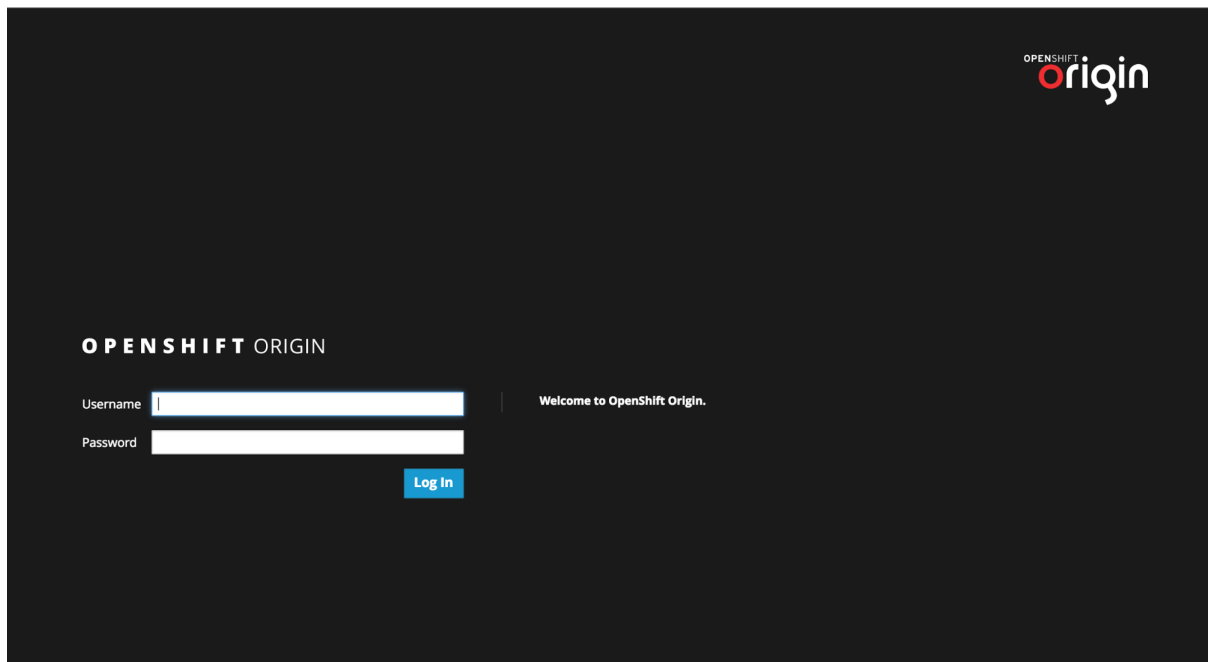 OPENSHIFT
origin
OPENSHIFT ORIGIN
Username
Welcome to OpenShift Origin.
Password
Log In